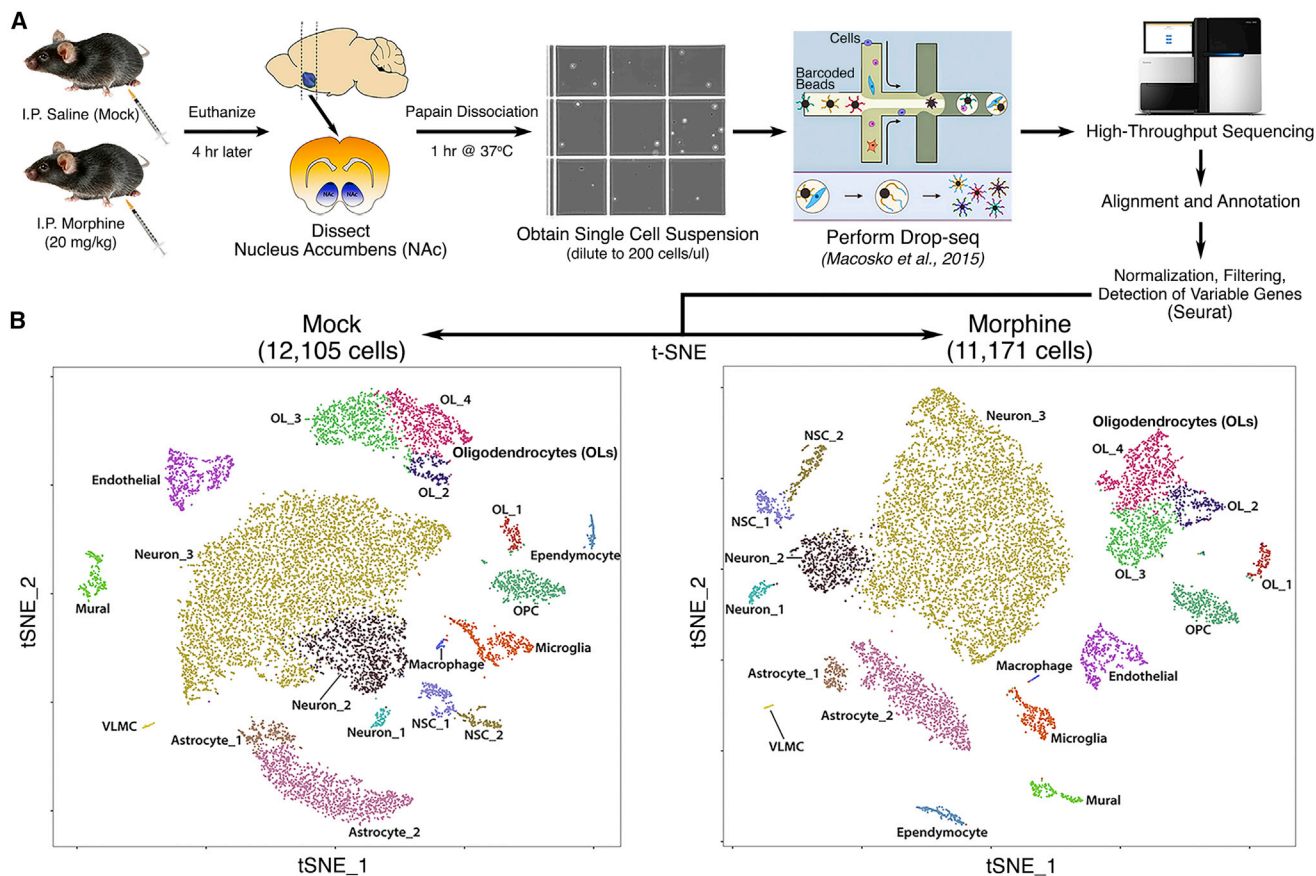 A
I.P. Saline (Mock)
I.P. Morphine
(20 mg/kg)
Euthanize
4 hr later
NAc
NAc
Dissect
Nucleus Accumbens (NAc)
Papain Dissociation
1 hr @ 37ºC
Obtain Single Cell Suspension
(dilute to 200 cells/ul)
Cells
Barcoded
Beads
Perform Drop-seq
(Macosko et al., 2015)
High-Throughput Sequencing
Alignment and Annotation
Normalization, Filtering,
Detection of Variable Genes
(Seurat)
B
Mock
(12,105 cells)
t-SNE
Morphine
(11,171 cells)
OL_3
OL_4
Oligodendrocytes (OLs)
OL_2
Endothelial
OL_1
Ependymocyte
Neuron_3
Mural
OPC
Microglia
Macrophage
Neuron_2
NSC_1
NSC_2
Neuron_1
VLMC
Astrocyte_1
Astrocyte_2
tSNE_2
tSNE_1
Neuron_3
NSC_2
Oligodendrocytes (OLs)
OL_4
OL_2
NSC_1
Neuron_2
OL_3
OL_1
Neuron_1
OPC
Macrophage
Endothelial
Astrocyte_1
Astrocyte_2
VLMC
Microglia
Mural
Ependymocyte
tSNE_2
tSNE_1